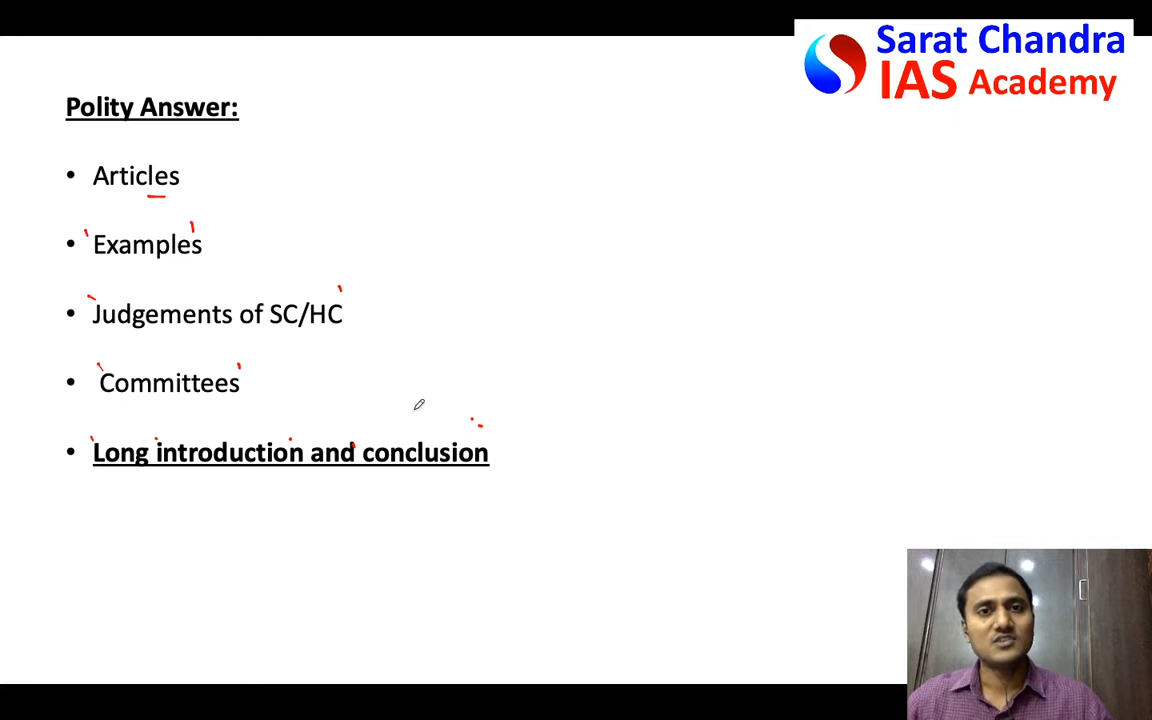 Sarat Chandra
IAS Academy
Polity Answer:
• Articles
• Examples
• Judgements of SC/HC
• Committees
• Long introduction and conclusion